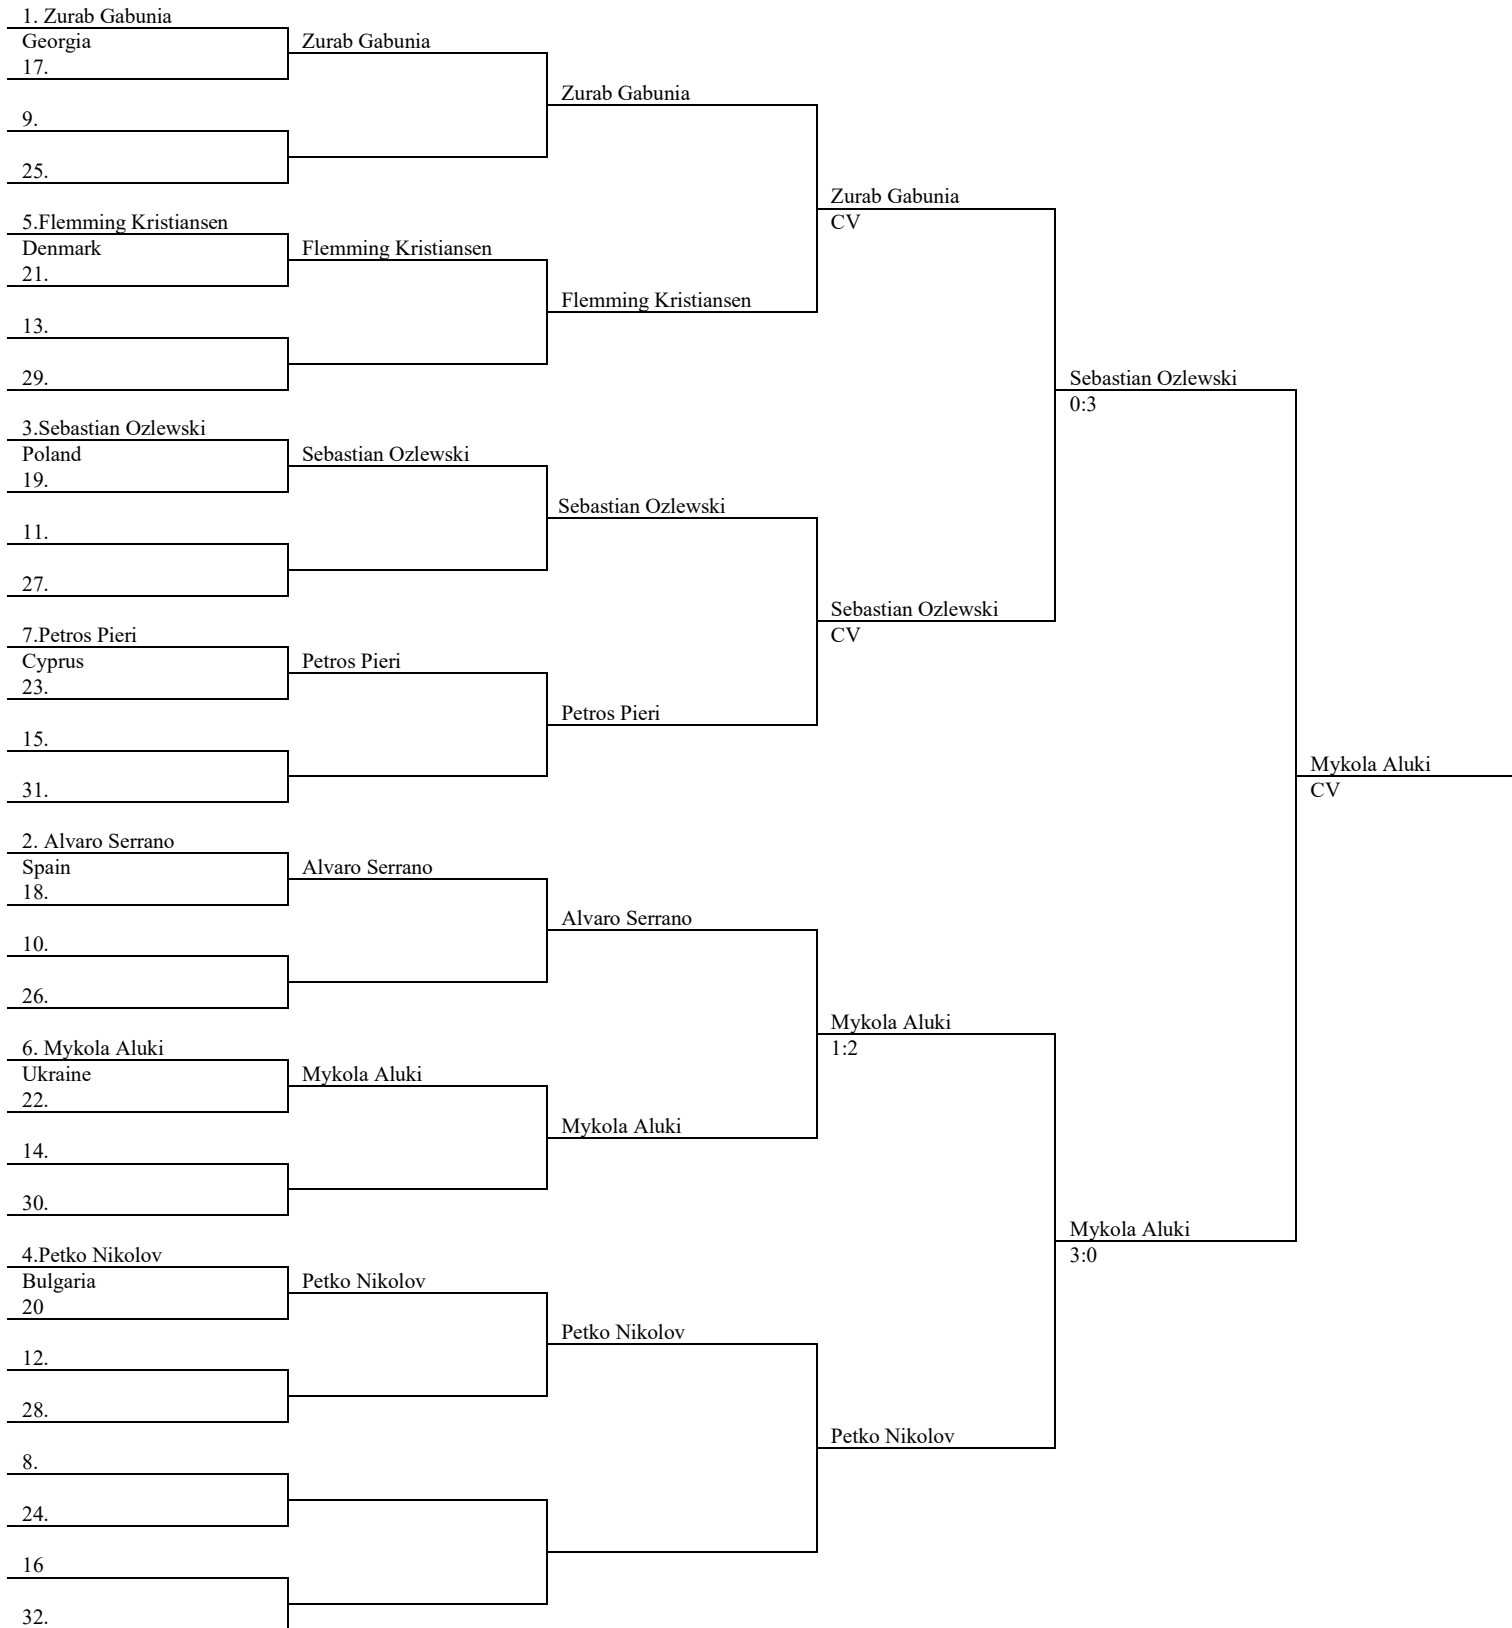 1. Zurab Gabunia
Georgia
17.
Zurab Gabunia
Zurab Gabunia
9.
25.
Zurab Gabunia
CV
5.Flemming Kristiansen
Denmark
21.
Flemming Kristiansen
Flemming Kristiansen
13.
29.
Sebastian Ozlewski
0:3
3.Sebastian Ozlewski
Poland
19.
Sebastian Ozlewski
Sebastian Ozlewski
11.
27.
Sebastian Ozlewski
CV
7.Petros Pieri
Cyprus
23.
Petros Pieri
Petros Pieri
15.
31.
Mykola Aluki
CV
2. Alvaro Serrano
Spain
18.
Alvaro Serrano
Alvaro Serrano
10.
26.
Mykola Aluki
1:2
6. Mykola Aluki
Ukraine
22.
Mykola Aluki
Mykola Aluki
14.
30.
Mykola Aluki
3:0
4.Petko Nikolov
Bulgaria
20
Petko Nikolov
Petko Nikolov
12.
28.
Petko Nikolov
8.
24.
16
32.